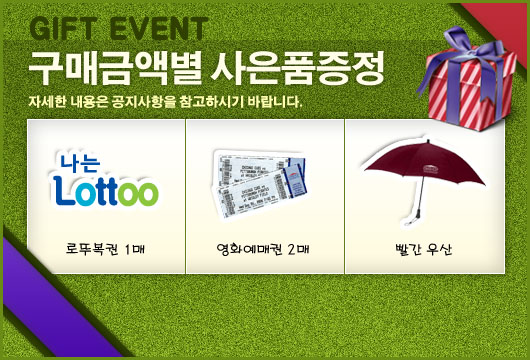 GIFT EVENT
구매금액별 사은품증정
자세한 내용은 공지사항을 참고하시기 바랍니다.
나는
Lottoo
로뚜복권 1매
영화예매권 2매
빨간 우산